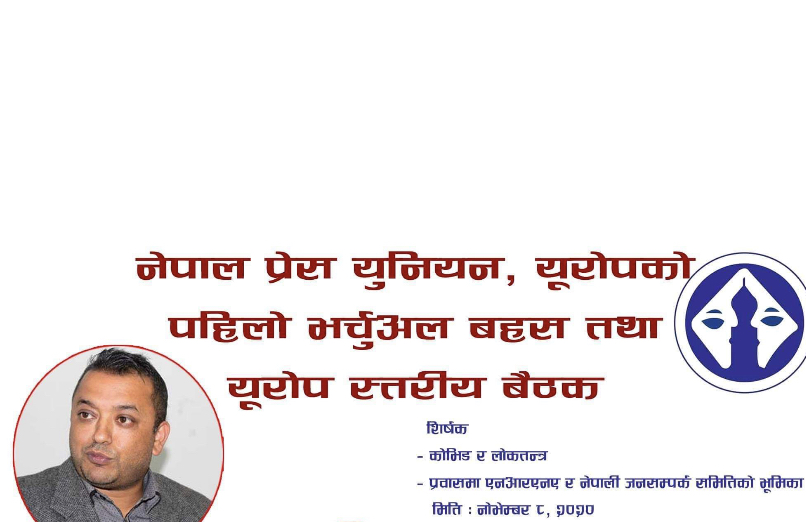 नेपाल प्रेस युनियन, यूरोपको
पहिलो भर्चुअल बहस तथा
यूरोप स्तरीय बैठक
शिर्षक
- कोभिड र लोकतन्त्र
- प्रवासमा एनआरएनए र नेपाली जनसम्पर्क समितिको भूमिका
मिति : नोभेम्बर ८, २०२०